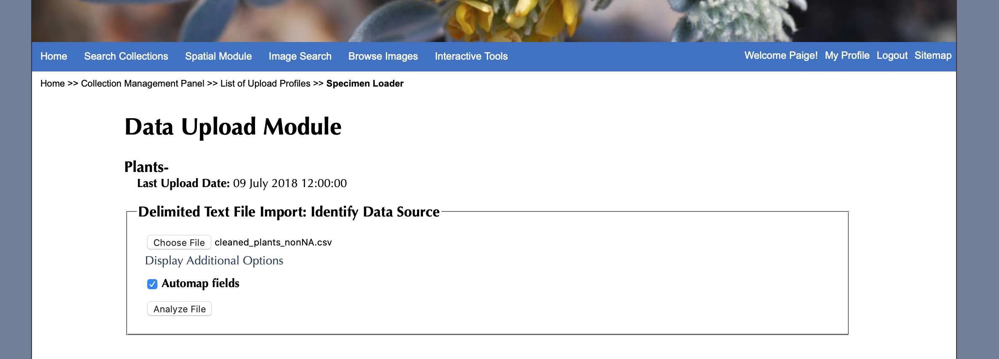 Home Search Collections Spatial Module Image Search Browse Images Interactive Tools Welcome Paige! My Profile Logout Sitemap
Home >> Collection Management Panel >> List of Upload Profiles >> Specimen Loader
Data Upload Module
Plants-
Last Upload Date: 09 July 2018 12:00:00
Delimited Text File Import: Identify Data Source
Choose File cleaned_plants_nonNA.csv
Display Additional Options
Automap fields
Analyze File